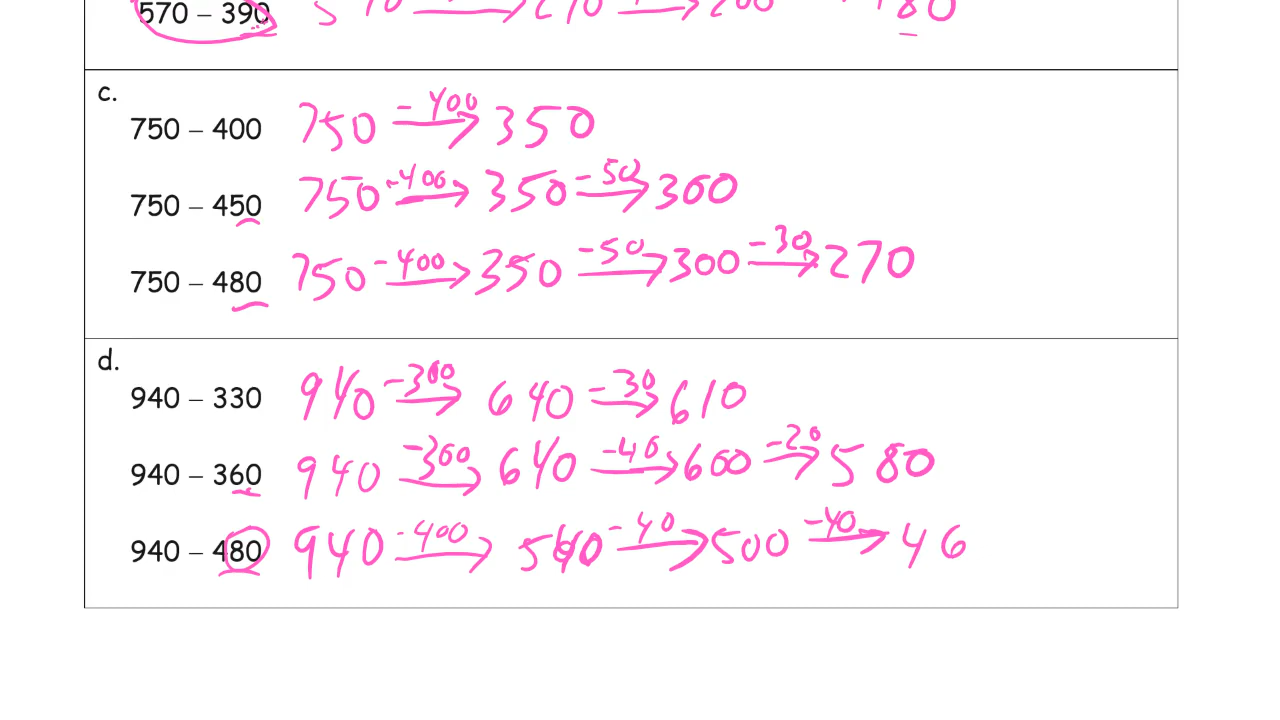 570 – 390
c.
750 – 400 750 -400→ 350
750 – 450 750 -400→ 350 -50→ 300
750 – 480 750 -400→ 350 -50→ 300 -30→ 270
d.
940 – 330 940 -300→ 640 -30→ 610
940 – 360 940 -300→ 640 -40→ 600 -20→ 580
940 – 480 940 -400→ 540 -40→ 500 -40→ 46